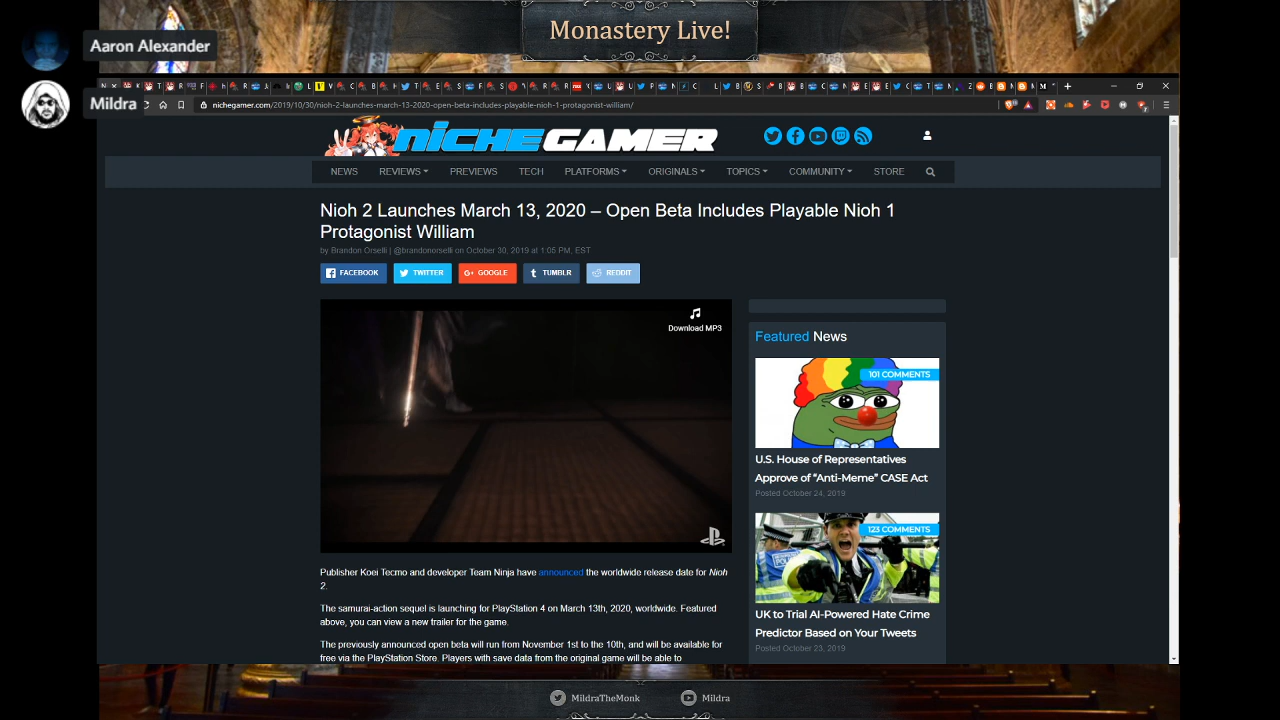 Monastery Live!
Aaron Alexander
Mildra
nichegamer.com/2019/10/30/nioh-2-launches-march-13-2020-open-beta-includes-playable-nioh-1-protagonist-william/
NICHEGAMER
NEWS REVIEWS PREVIEWS TECH PLATFORMS ORIGINALS TOPICS COMMUNITY STORE
Nioh 2 Launches March 13, 2020 – Open Beta Includes Playable Nioh 1
Protagonist William
by Brandon Orselli | @brandonorselli on October 30, 2019 at 1:05 PM, EST
FACEBOOK TWITTER G+ GOOGLE TUMBLR REDDIT
Download MP3
Publisher Koei Tecmo and developer Team Ninja have announced the worldwide release date for Nioh
2.
The samurai-action sequel is launching for PlayStation 4 on March 13th, 2020, worldwide. Featured
above, you can view a new trailer for the game.
The previously announced open beta will run from November 1st to the 10th, and will be available for
free via the PlayStation Store. Players with save data from the original game will be able to
Featured News
101 COMMENTS
U.S. House of Representatives
Approve of “Anti-Meme” CASE Act
Posted October 24, 2019
123 COMMENTS
UK to Trial AI-Powered Hate Crime
Predictor Based on Your Tweets
Posted October 23, 2019
MildraTheMonk Mildra